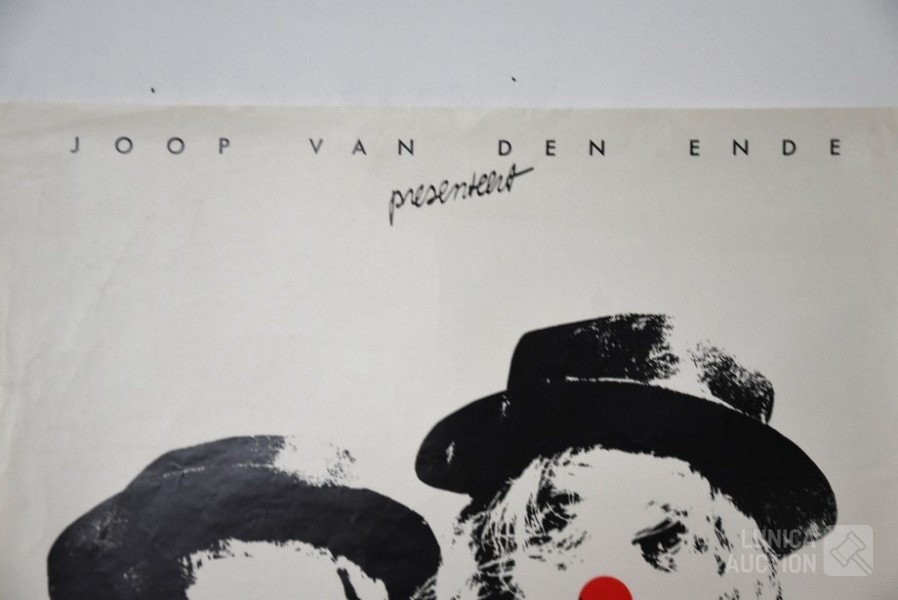 JOOP VAN DEN ENDE
presenteert
LUNICA
AUCTION